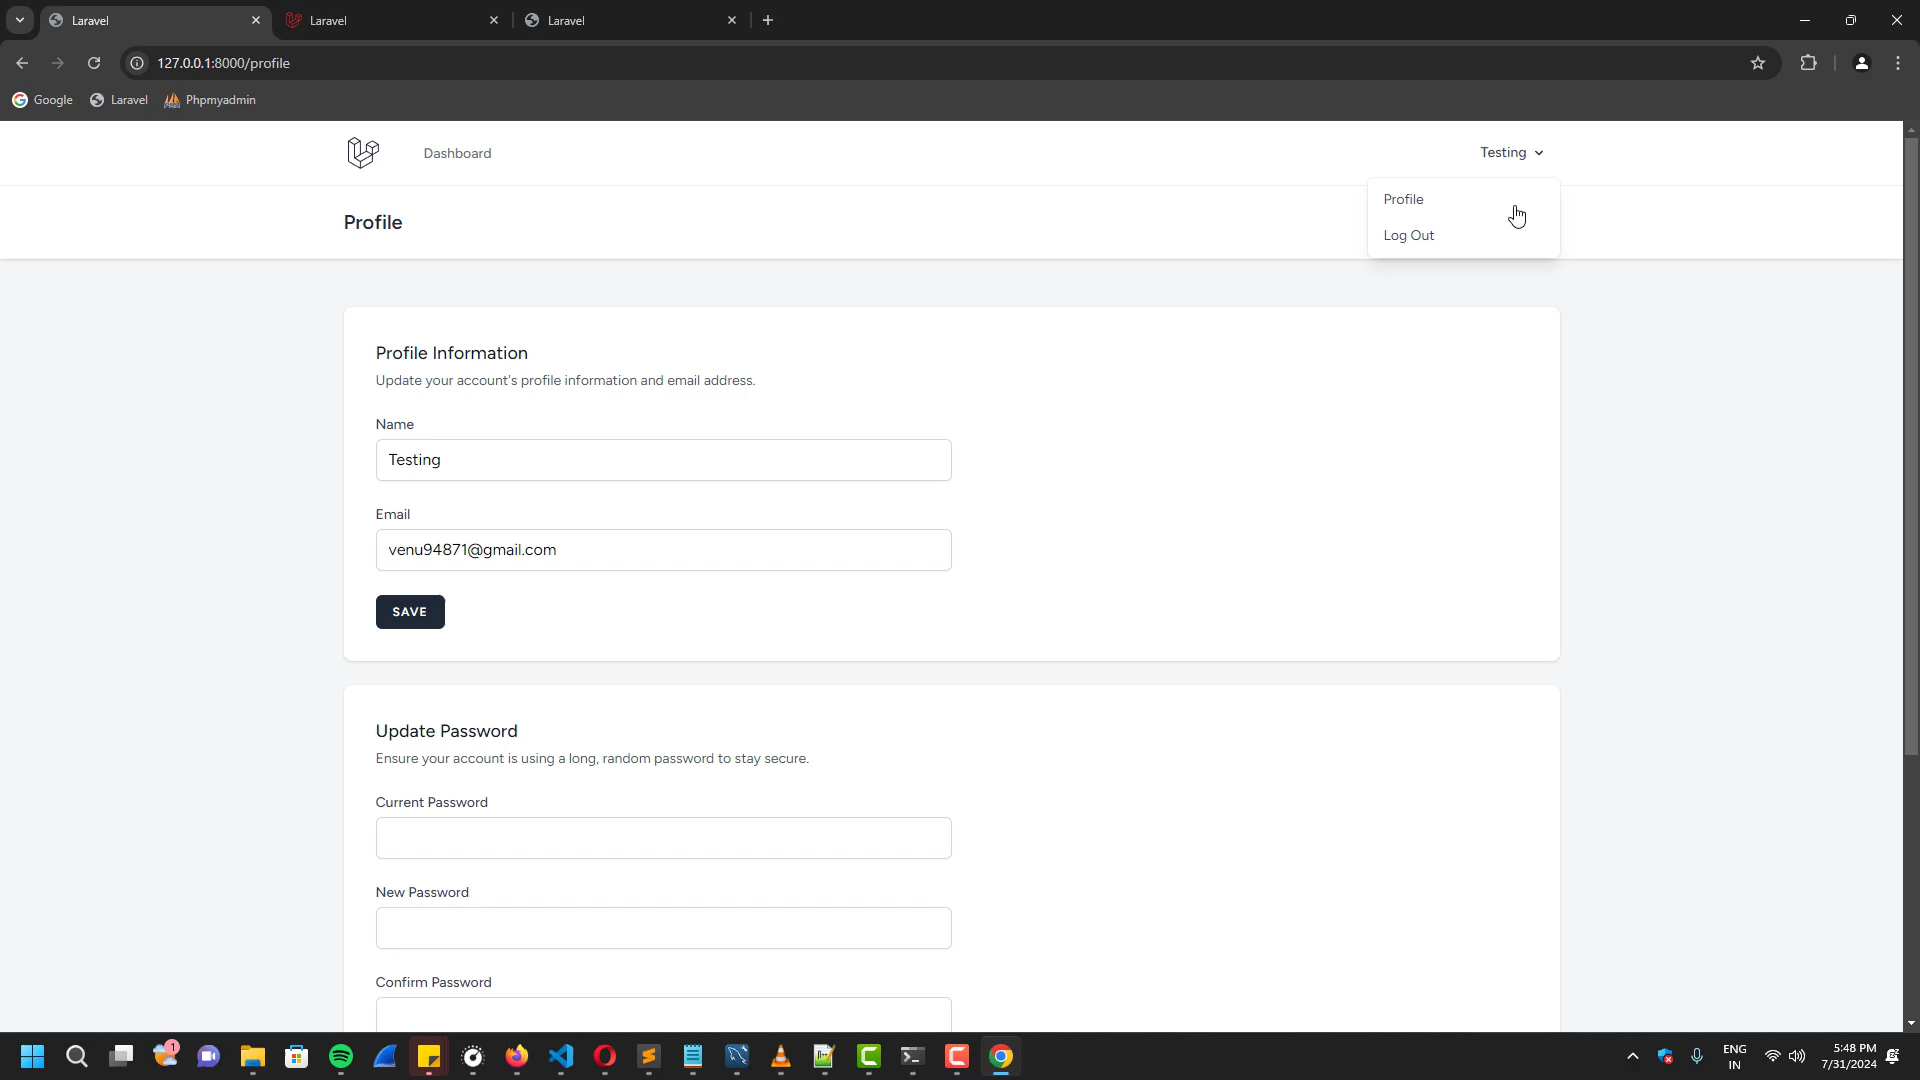 Laravel
Laravel
Laravel
127.0.0.1:8000/profile
Google
Laravel
Phpmyadmin
Dashboard
Testing
Profile
Log Out
Profile
Profile Information
Update your account's profile information and email address.
Name
Testing
Email
venu94871@gmail.com
SAVE
Update Password
Ensure your account is using a long, random password to stay secure.
Current Password
New Password
Confirm Password
1
ENG
IN
5:48 PM
7/31/2024